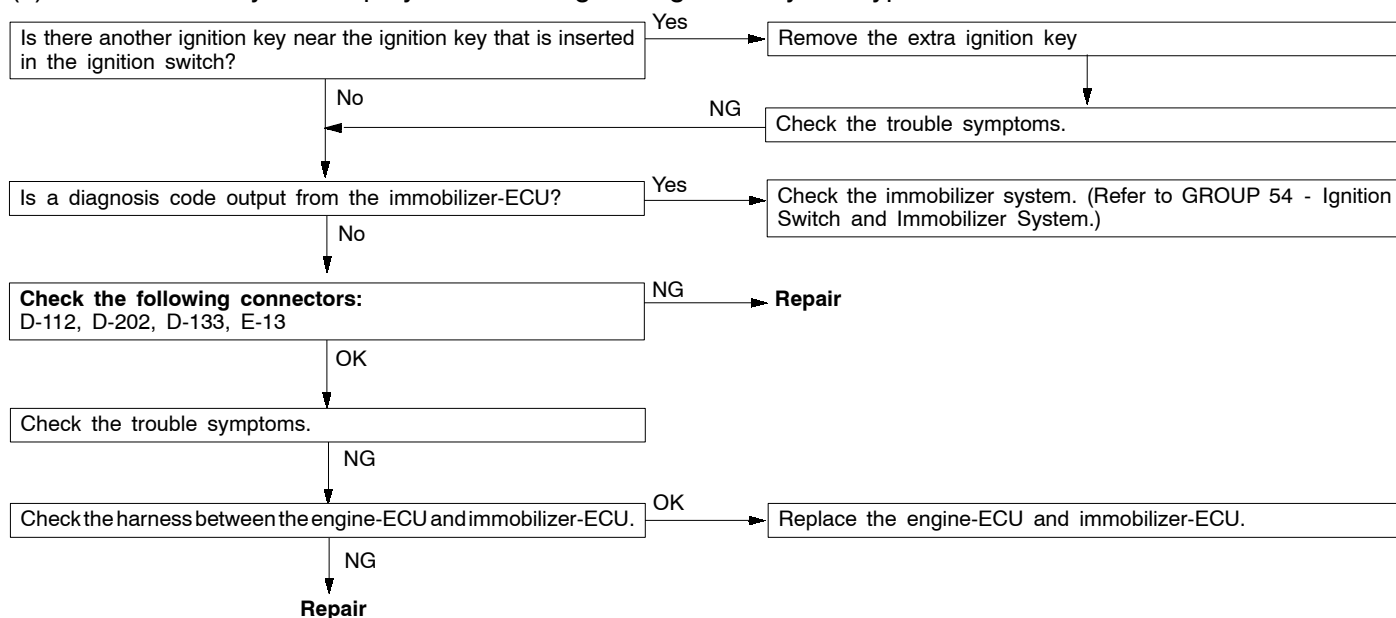 Is there another ignition key near the ignition key that is inserted
in the ignition switch?
Yes
Remove the extra ignition key
No
NG
Check the trouble symptoms.
Is a diagnosis code output from the immobilizer-ECU?
Yes
Check the immobilizer system. (Refer to GROUP 54 - Ignition
Switch and Immobilizer System.)
No
Check the following connectors:
D-112, D-202, D-133, E-13
NG
Repair
OK
Check the trouble symptoms.
NG
Check the harness between the engine-ECU and immobilizer-ECU.
OK
Replace the engine-ECU and immobilizer-ECU.
NG
Repair